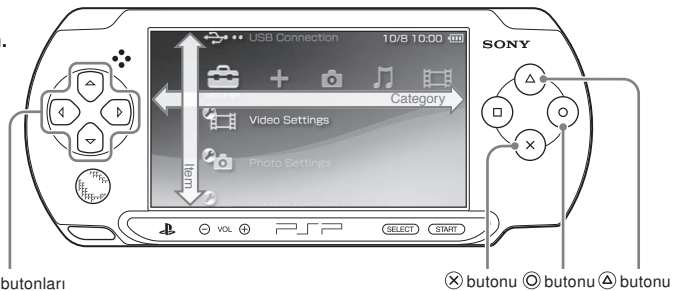 n.
USB Connection 10/8 10:00
SONY
Category
Video Settings
Item
Photo Settings
VOL
PSP
SELECT
START
butonları
butonu butonu butonu